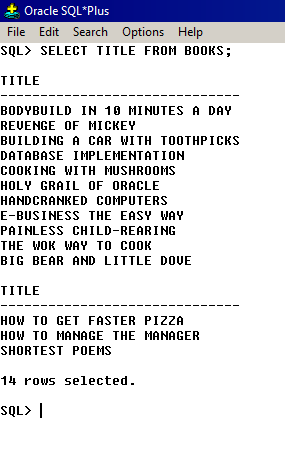 Oracle SQL*Plus
File Edit Search Options Help
SQL> SELECT TITLE FROM BOOKS;
TITLE
------------------------------
BODYBUILD IN 10 MINUTES A DAY
REVENGE OF MICKEY
BUILDING A CAR WITH TOOTHPICKS
DATABASE IMPLEMENTATION
COOKING WITH MUSHROOMS
HOLY GRAIL OF ORACLE
HANDCRANKED COMPUTERS
E-BUSINESS THE EASY WAY
PAINLESS CHILD-REARING
THE WOK WAY TO COOK
BIG BEAR AND LITTLE DOVE
TITLE
------------------------------
HOW TO GET FASTER PIZZA
HOW TO MANAGE THE MANAGER
SHORTEST POEMS
14 rows selected.
SQL>